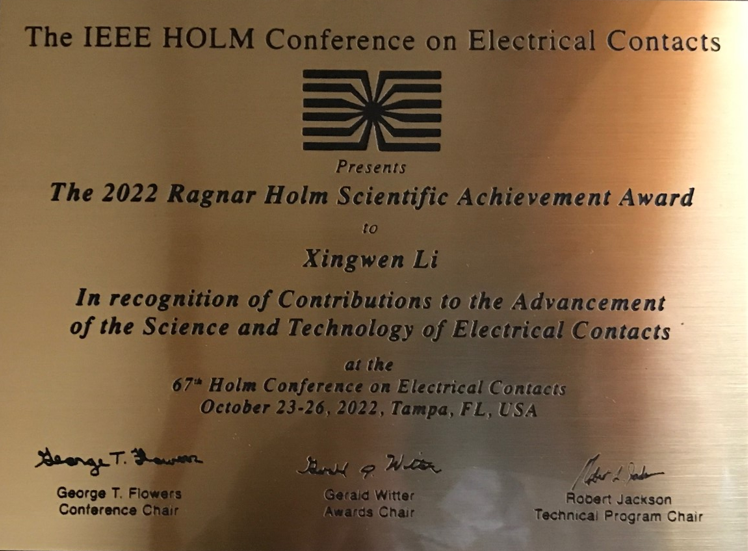 The IEEE HOLM Conference on Electrical Contacts
Presents
The 2022 Ragnar Holm Scientific Achievement Award
to
Xingwen Li
In recognition of Contributions to the Advancement
of the Science and Technology of Electrical Contacts
at the
67th Holm Conference on Electrical Contacts
October 23-26, 2022, Tampa, FL, USA
George T. Flowers
Gerald Witter
George T. Flowers
Conference Chair
Gerald Witter
Awards Chair
Robert Jackson
Technical Program Chair